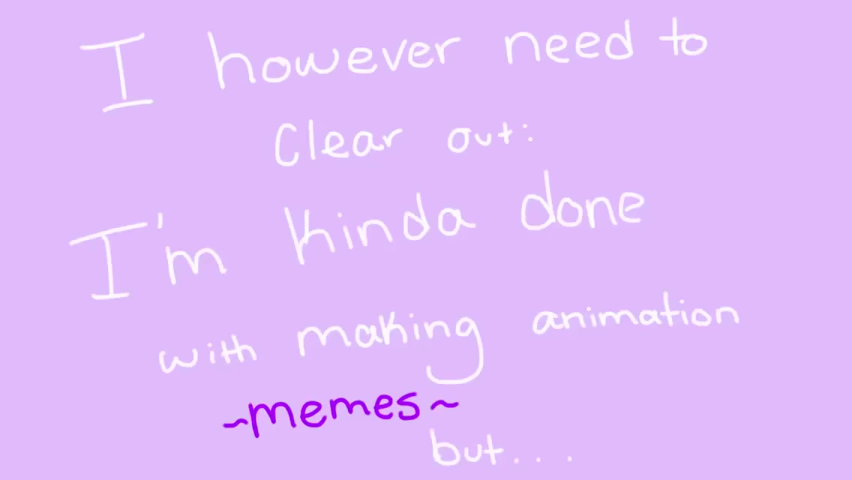 I however need to
Clear out:
I'm kinda done
with making animation
~memes~
but...